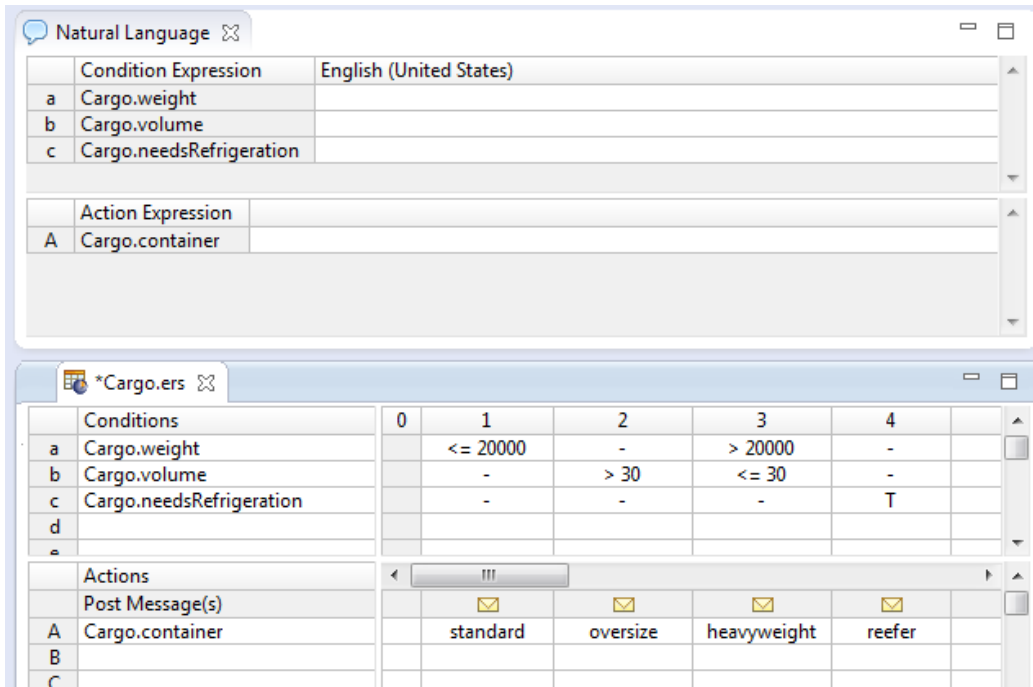 Natural Language
Condition Expression English (United States)
a Cargo.weight
b Cargo.volume
c Cargo.needsRefrigeration
Action Expression
A Cargo.container
*Cargo.ers
Conditions 0 1 2 3 4
a Cargo.weight <= 20000 - > 20000 -
b Cargo.volume - > 30 <= 30 -
c Cargo.needsRefrigeration - - - T
d
e
Actions
Post Message(s)
A Cargo.container standard oversize heavyweight reefer
B
C